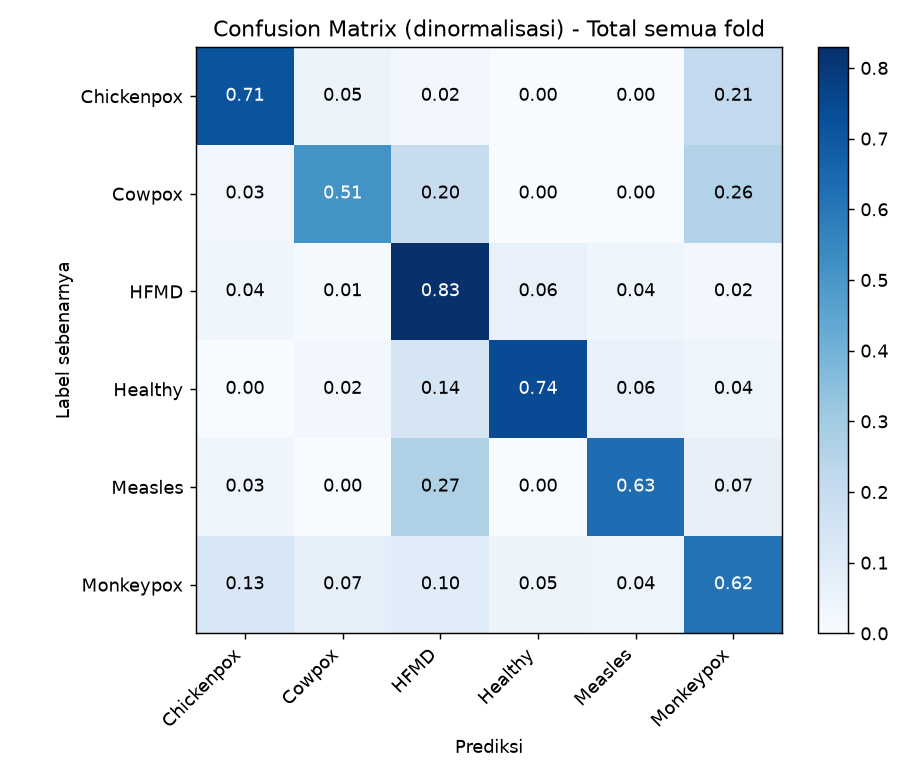 Confusion Matrix (dinormalisasi) - Total semua fold
Label sebenarnya
Chickenpox 0.71 0.05 0.02 0.00 0.00 0.21
Cowpox 0.03 0.51 0.20 0.00 0.00 0.26
HFMD 0.04 0.01 0.83 0.06 0.04 0.02
Healthy 0.00 0.02 0.14 0.74 0.06 0.04
Measles 0.03 0.00 0.27 0.00 0.63 0.07
Monkeypox 0.13 0.07 0.10 0.05 0.04 0.62
Chickenpox Cowpox HFMD Healthy Measles Monkeypox
Prediksi
0.8
0.7
0.6
0.5
0.4
0.3
0.2
0.1
0.0